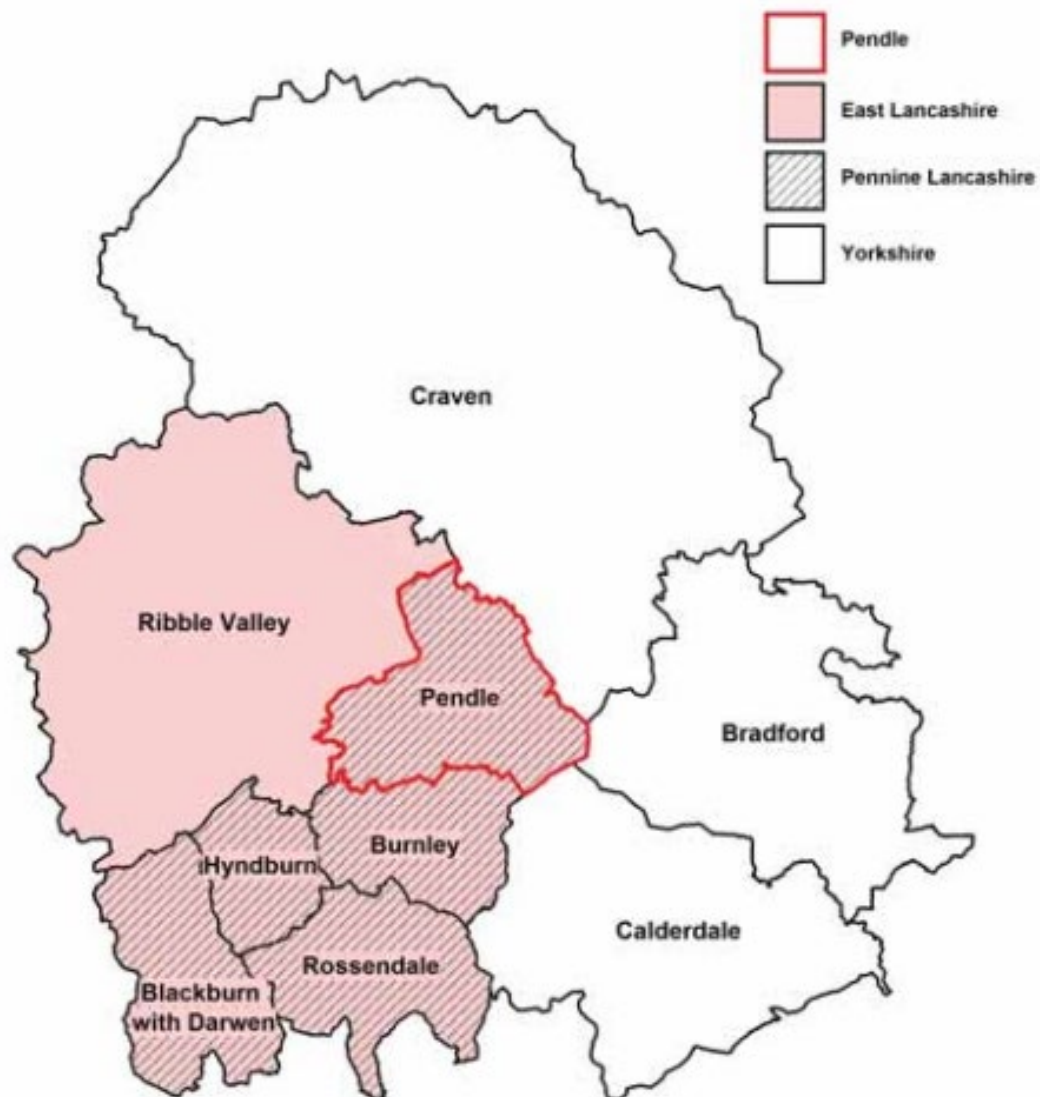 Pendle
East Lancashire
Pennine Lancashire
Yorkshire
Craven
Ribble Valley
Pendle
Bradford
Hyndburn
Burnley
Calderdale
Rossendale
Blackburn
with Darwen